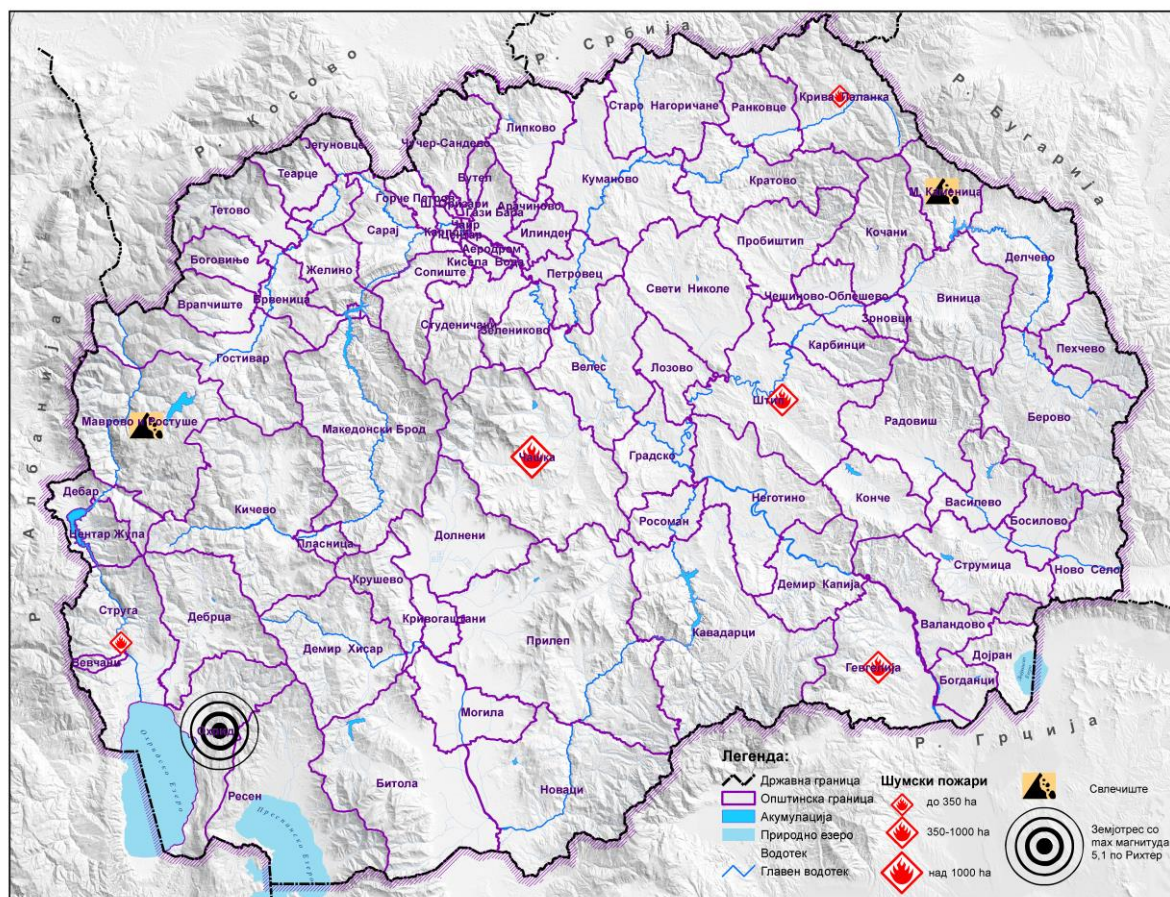 Р. Косово
Р. Србија
Р. Бугарија
Р. Албанија
Р. Грција
Старо Нагоричане
Ранковце
Крива Паланка
Липково
Чучер-Сандево
Јегуновце
Теарце
Бутел
Куманово
Кратово
М. Каменица
Тетово
Горче Петров
Гази Баба
Арачиново
Сарај
Илинден
Пробиштип
Кочани
Делчево
Аеродром
Кисела Вода
Боговиње
Желино
Сопиште
Петровец
Свети Николе
Чешиново-Облешево
Виница
Врапчиште
Брвеница
Зрновци
Студеничани
Зелениково
Карбинци
Пехчево
Гостивар
Велес
Лозово
Штип
Берово
Маврово и Ростуше
Македонски Брод
Радовиш
Чашка
Градско
Дебар
Кичево
Неготино
Конче
Василево
Босилово
Центар Жупа
Пласница
Долнени
Росоман
Струмица
Ново Село
Крушево
Демир Капија
Струга
Дебрца
Кривогаштани
Валандово
Вевчани
Демир Хисар
Прилеп
Кавадарци
Дојран
Гевгелија
Богданци
Могила
Охрид
Охридско Езеро
Ресен
Битола
Новаци
Преспанско Езеро
Легенда:
Државна граница
Општинска граница
Акумулација
Природно езеро
Водотек
Главен водотек
Шумски пожари
до 350 ha
350-1000 ha
над 1000 ha
Свлечиште
Земјотрес со
max магнитуда
5,1 по Рихтер